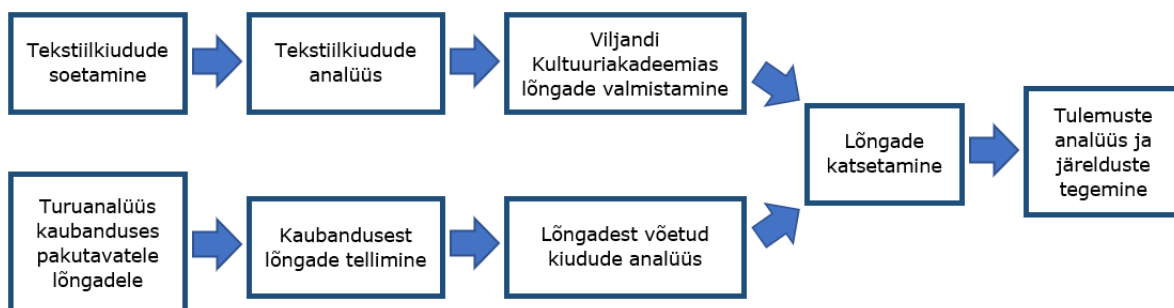 Tekstiilkiudude
soetamine
Tekstiilkiudude
analüüs
Viljandi
Kultuuriakadeemias
lõngade valmistamine
Turuanalüüs
kaubanduses
pakutavatele
lõngadele
Kaubandusest
lõngade tellimine
Lõngadest võetud
kiudude analüüs
Lõngade
katsetamine
Tulemuste
analüüs ja
järelduste
tegemine